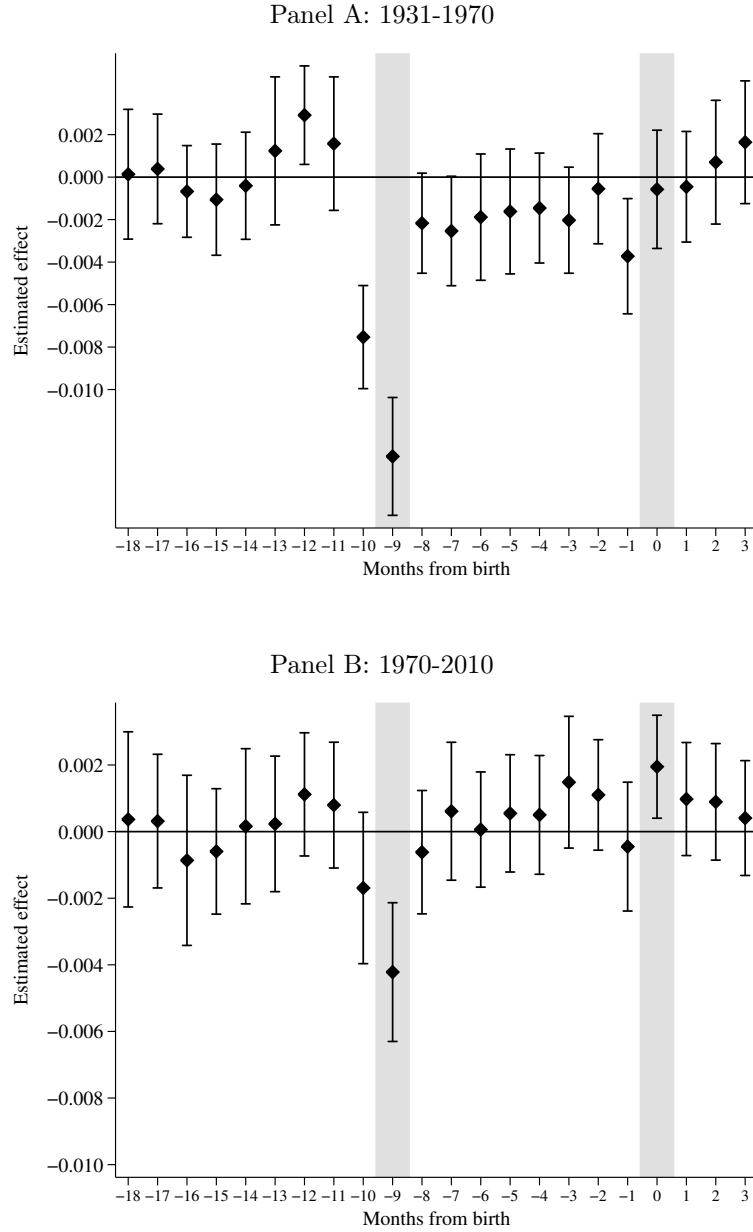 Panel A: 1931-1970
Estimated effect
0.002
0.000
−0.002
−0.004
−0.006
−0.008
−0.010
−18 −17 −16 −15 −14 −13 −12 −11 −10 −9 −8 −7 −6 −5 −4 −3 −2 −1 0 1 2 3
Months from birth
Panel B: 1970-2010
Estimated effect
0.002
0.000
−0.002
−0.004
−0.006
−0.008
−0.010
−18 −17 −16 −15 −14 −13 −12 −11 −10 −9 −8 −7 −6 −5 −4 −3 −2 −1 0 1 2 3
Months from birth